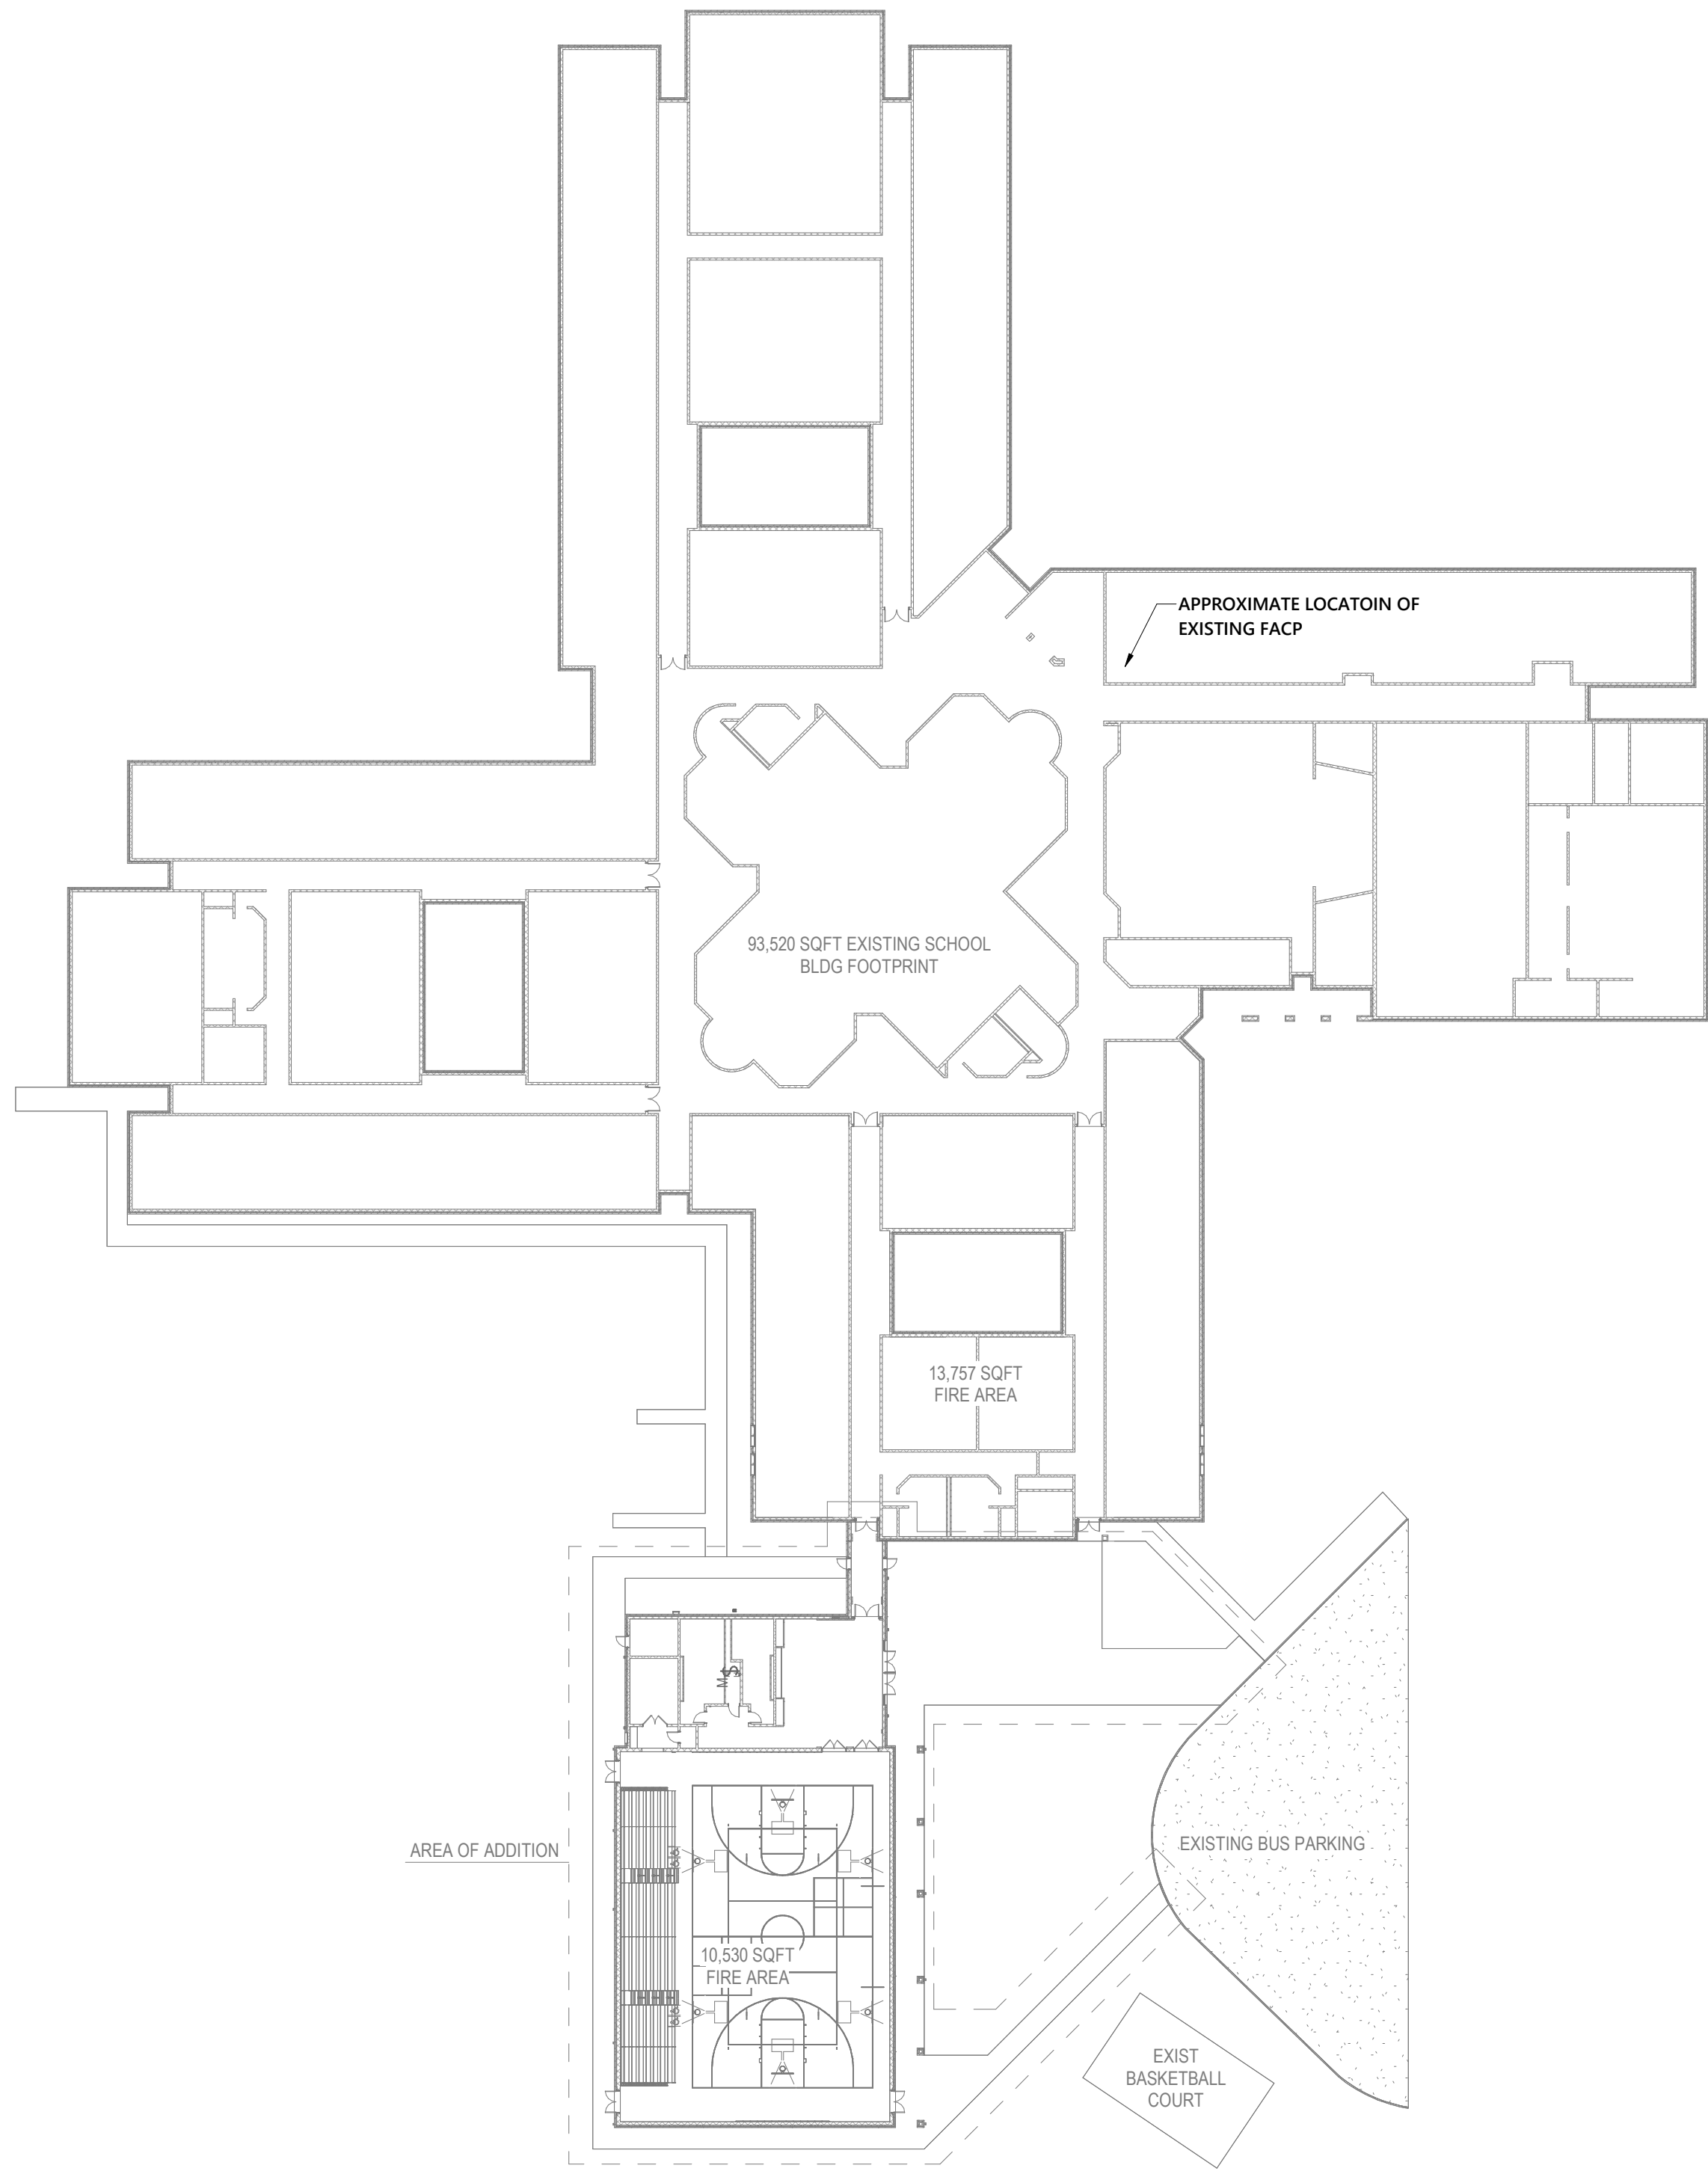 APPROXIMATE LOCATOIN OF
EXISTING FACP
93,520 SQFT EXISTING SCHOOL
BLDG FOOTPRINT
13,757 SQFT
FIRE AREA
AREA OF ADDITION
EXISTING BUS PARKING
10,530 SQFT
FIRE AREA
EXIST
BASKETBALL
COURT